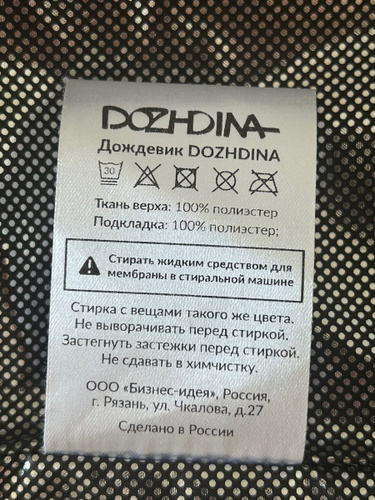 DOZHDINA
Дождевик DOZHDINA
30
Ткань верха: 100% полиэстер
Подкладка: 100% полиэстер;
Стирать жидким средством для
мембраны в стиральной машине
Стирка с вещами такого же цвета.
Не выворачивать перед стиркой.
Застегнуть застежки перед стиркой.
Не сдавать в химчистку.
ООО «Бизнес-идея», Россия,
г. Рязань, ул. Чкалова, д.27
Сделано в России